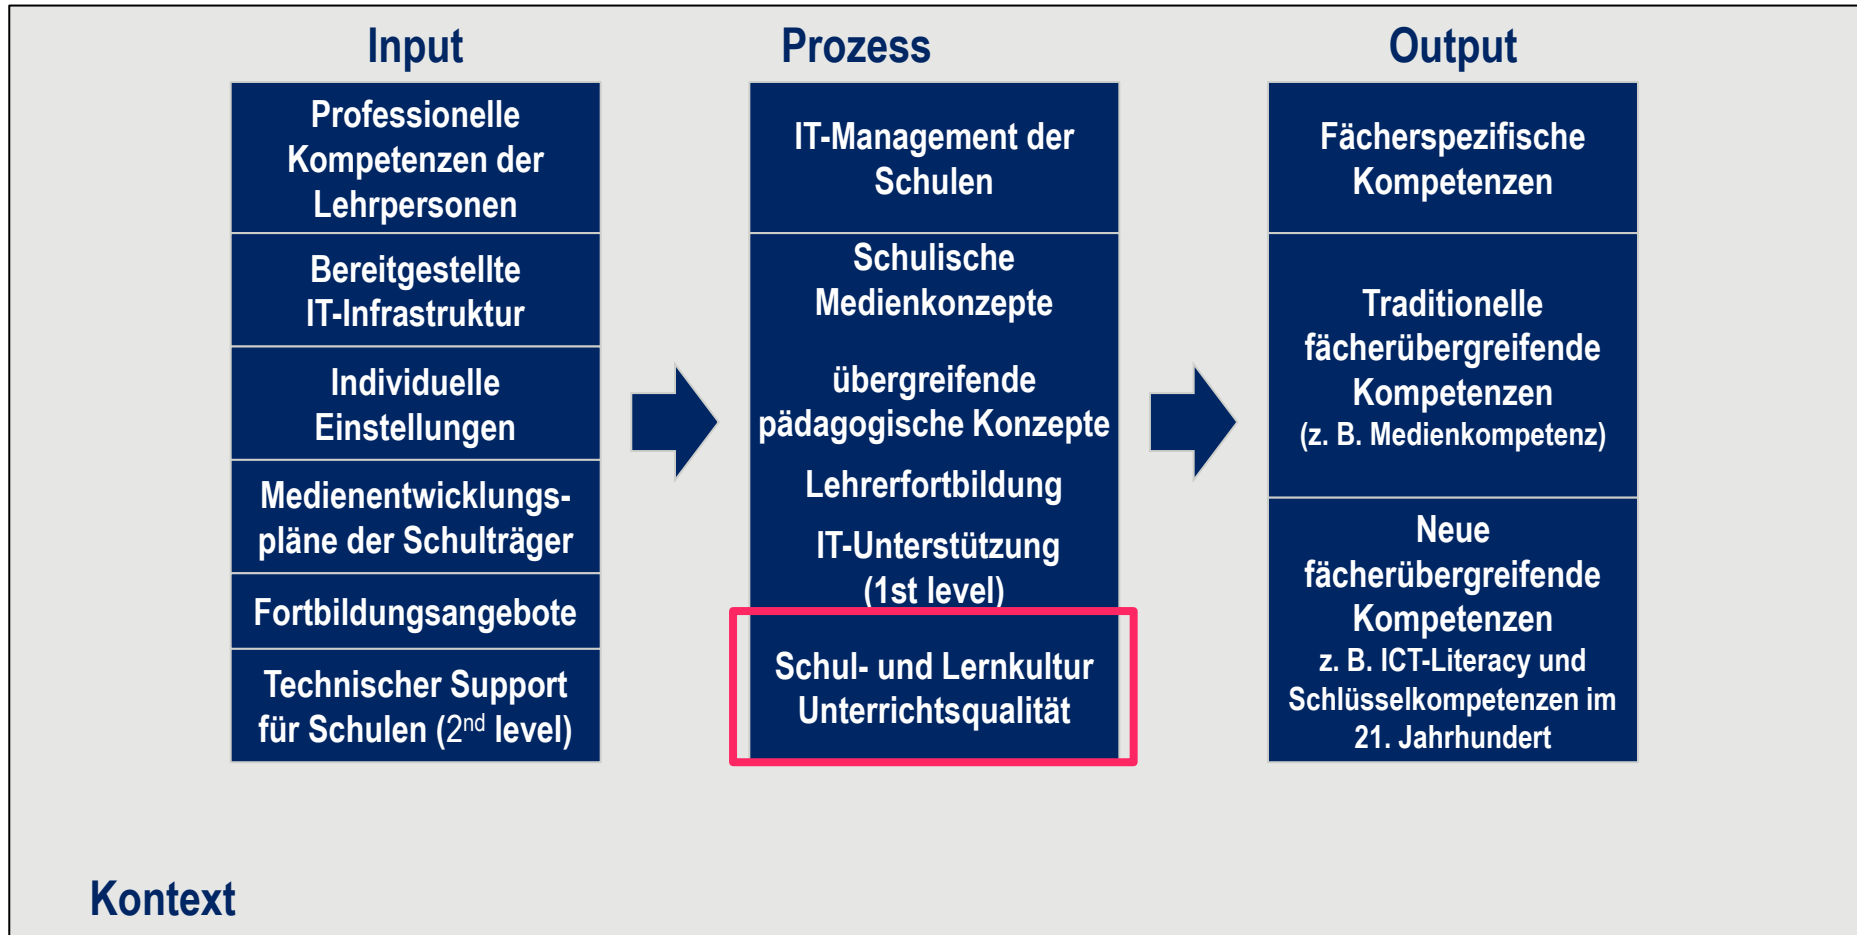 Input
Professionelle
Kompetenzen der
Lehrpersonen
Bereitgestellte
IT-Infrastruktur
Individuelle
Einstellungen
Medienentwicklungs-
pläne der Schulträger
Fortbildungsangebote
Technischer Support
für Schulen (2nd level)
Prozess
IT-Management der
Schulen
Schulische
Medienkonzepte
übergreifende
pädagogische Konzepte
Lehrerfortbildung
IT-Unterstützung
(1st level)
Schul- und Lernkultur
Unterrichtsqualität
Output
Fächerspezifische
Kompetenzen
Traditionelle
fächerübergreifende
Kompetenzen
(z. B. Medienkompetenz)
Neue
fächerübergreifende
Kompetenzen
z. B. ICT-Literacy und
Schlüsselkompetenzen im
21. Jahrhundert
Kontext